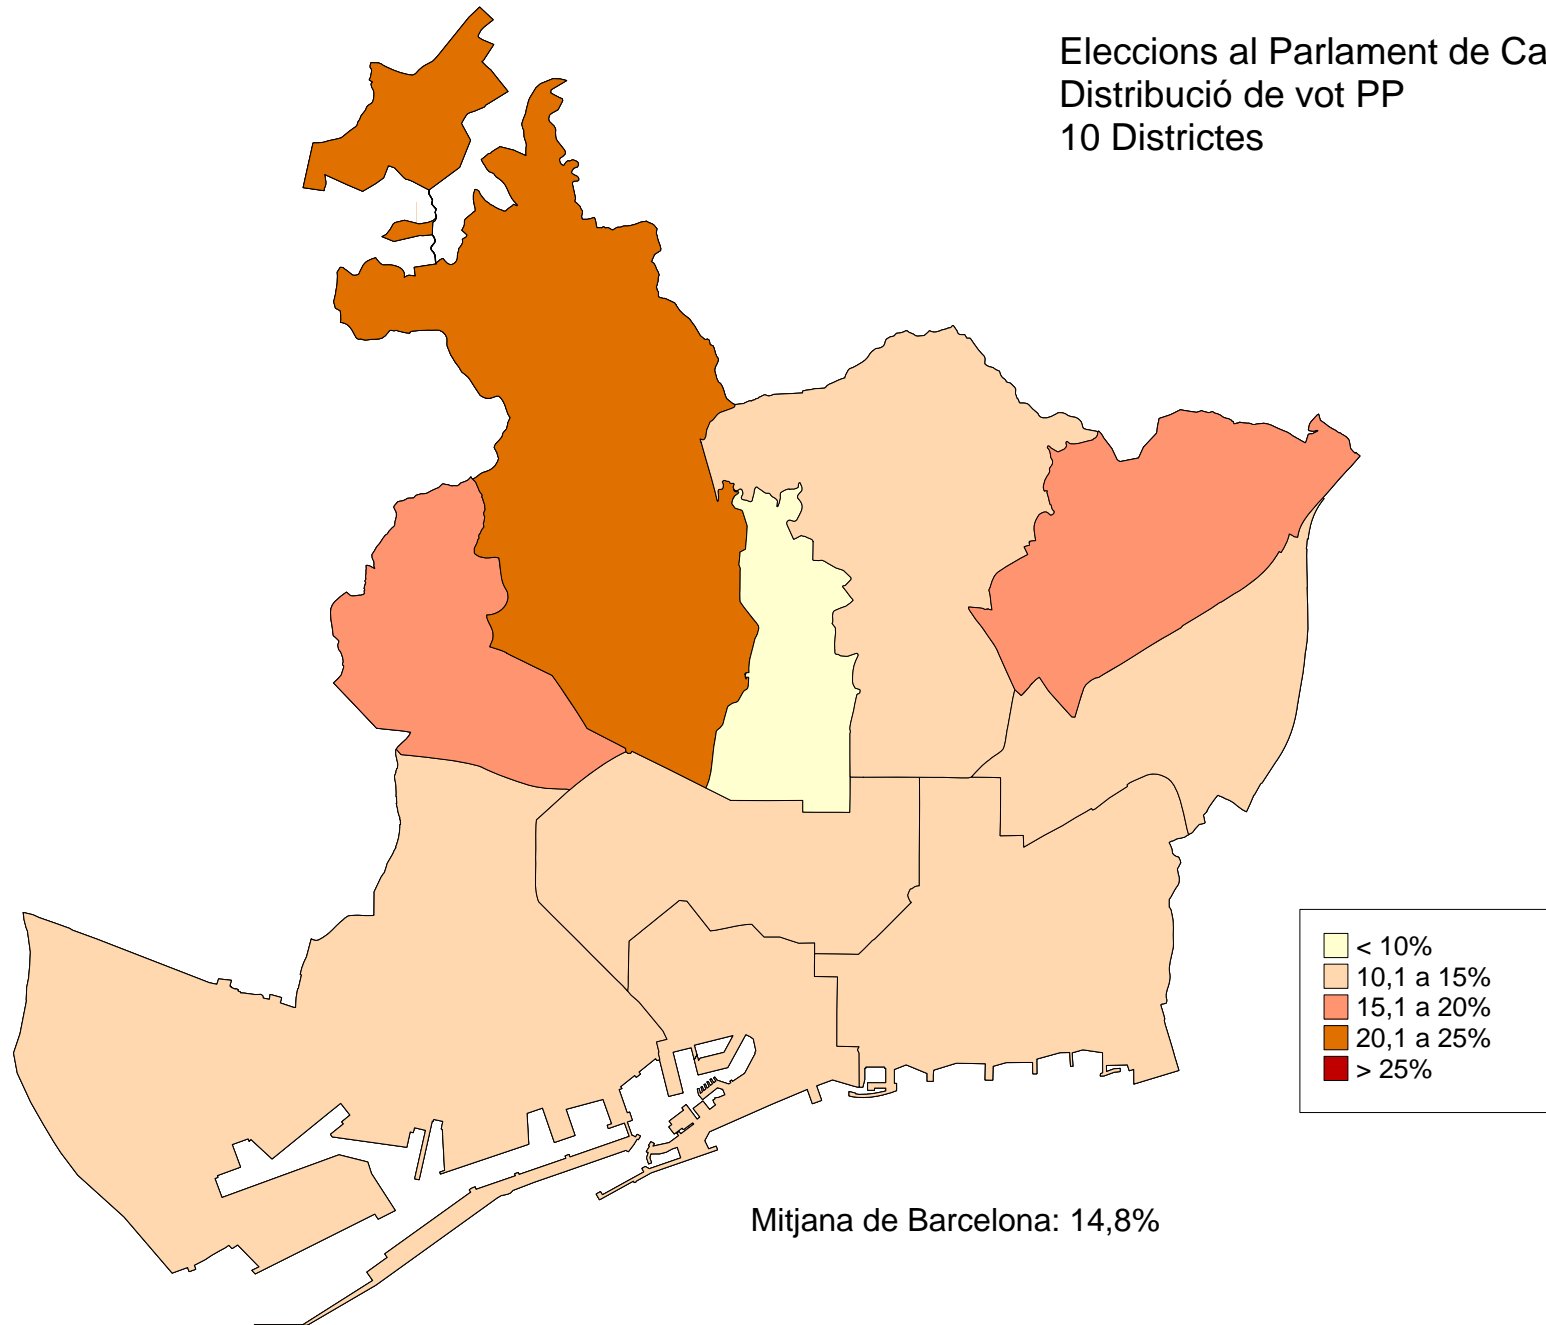 Eleccions al Parlament de Ca
Distribució de vot PP
10 Districtes
< 10%
10,1 a 15%
15,1 a 20%
20,1 a 25%
> 25%
Mitjana de Barcelona: 14,8%